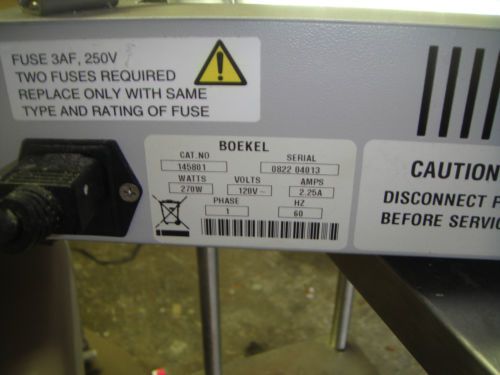 FUSE 3AF, 250V
TWO FUSES REQUIRED
REPLACE ONLY WITH SAME
TYPE AND RATING OF FUSE
BOEKEL
CAT.NO SERIAL
145801 0822 04013
WATTS VOLTS AMPS
270W 120V~ 2.25A
PHASE HZ
1 60
CAUTION
DISCONNECT
BEFORE